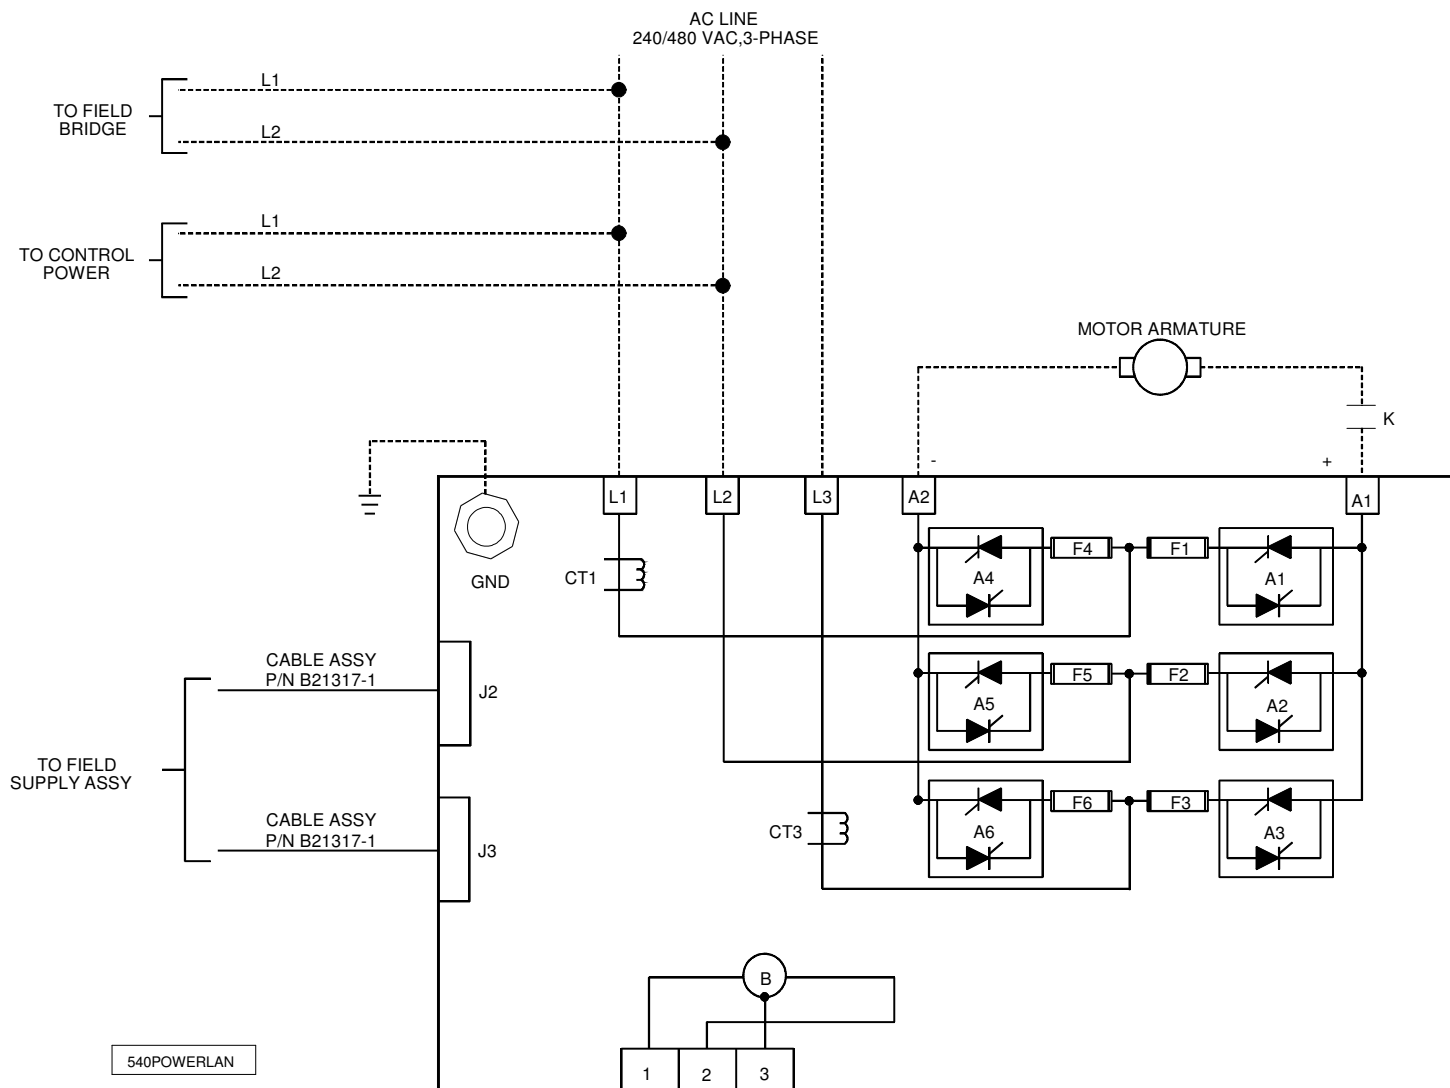 AC LINE
240/480 VAC,3-PHASE
L1
TO FIELD
BRIDGE
L2
L1
TO CONTROL
POWER
L2
MOTOR ARMATURE
K
-
+
L1
L2
L3
A2
A1
GND
CT1
F4
F1
A4
A1
CABLE ASSY
P/N B21317-1
J2
F5
F2
A5
A2
TO FIELD
SUPPLY ASSY
CABLE ASSY
P/N B21317-1
J3
CT3
F6
F3
A6
A3
B
540POWERLAN
1
2
3